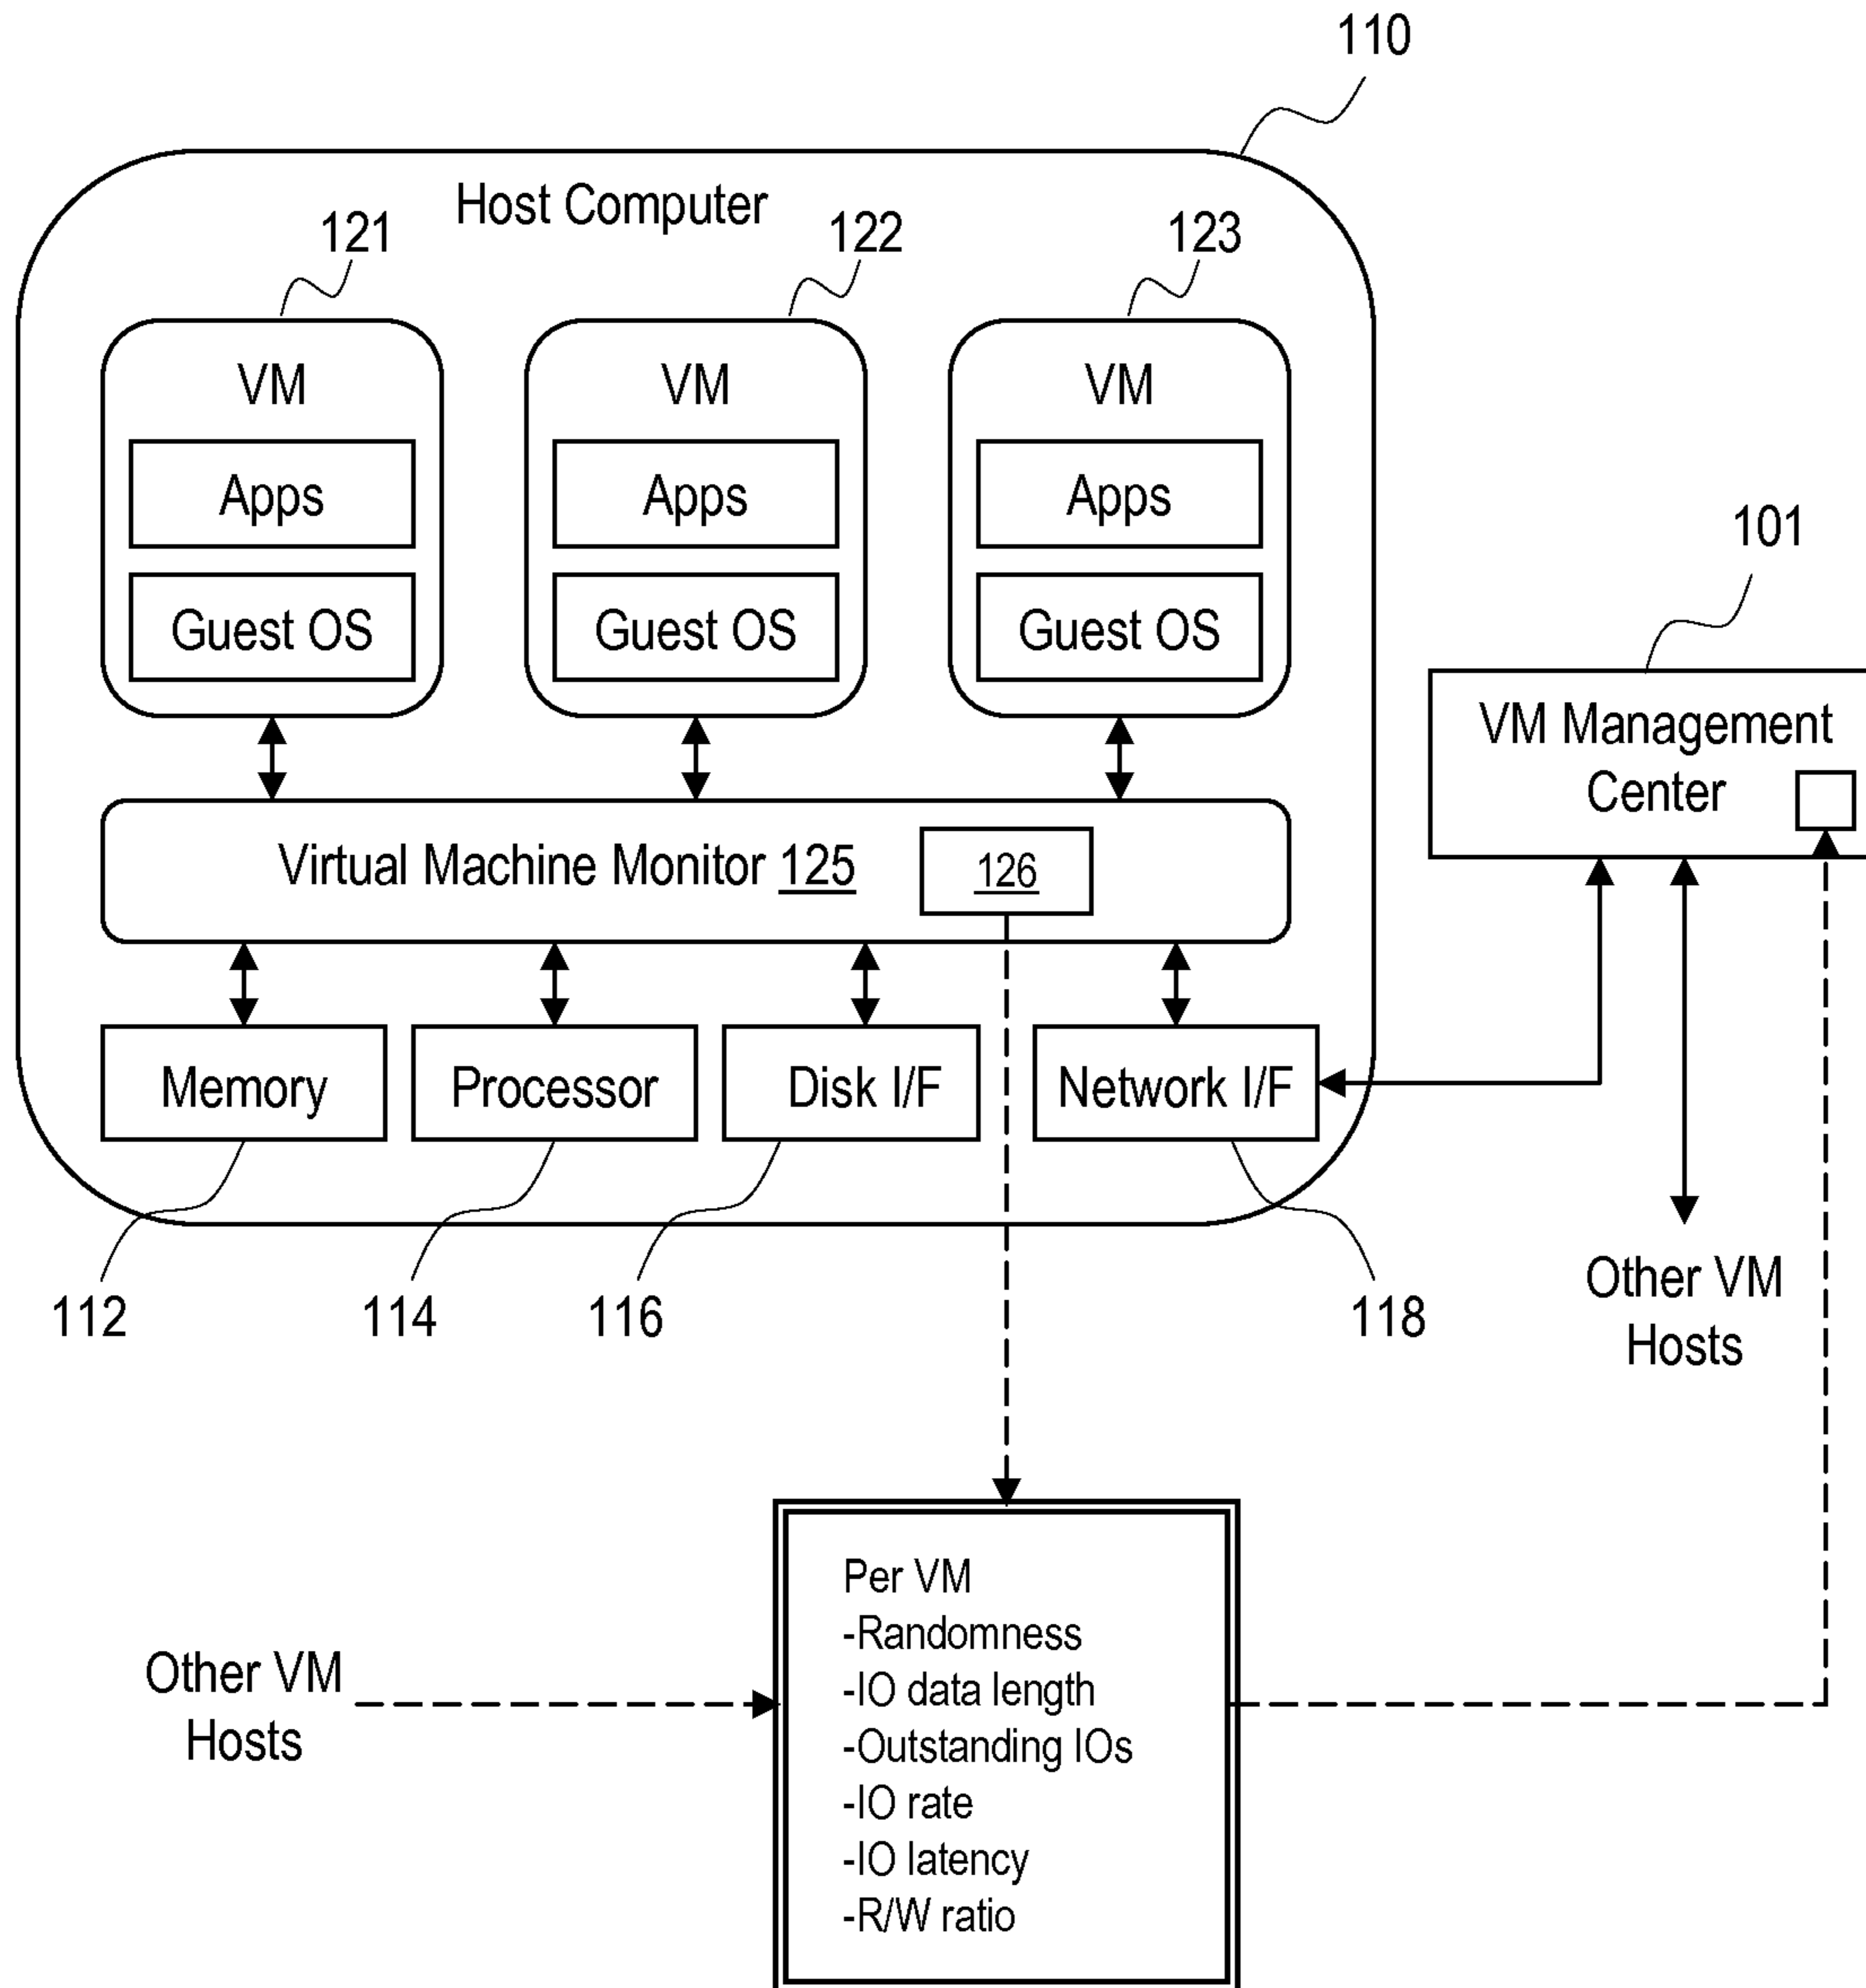 110
Host Computer
121
122
123
VM
VM
VM
Apps
Apps
Apps
Guest OS
Guest OS
Guest OS
101
VM Management
Center
Virtual Machine Monitor 125
126
Memory
Processor
Disk I/F
Network I/F
112
114
116
118
Other VM
Hosts
Per VM
-Randomness
-IO data length
-Outstanding IOs
-IO rate
-IO latency
-R/W ratio
Other VM
Hosts